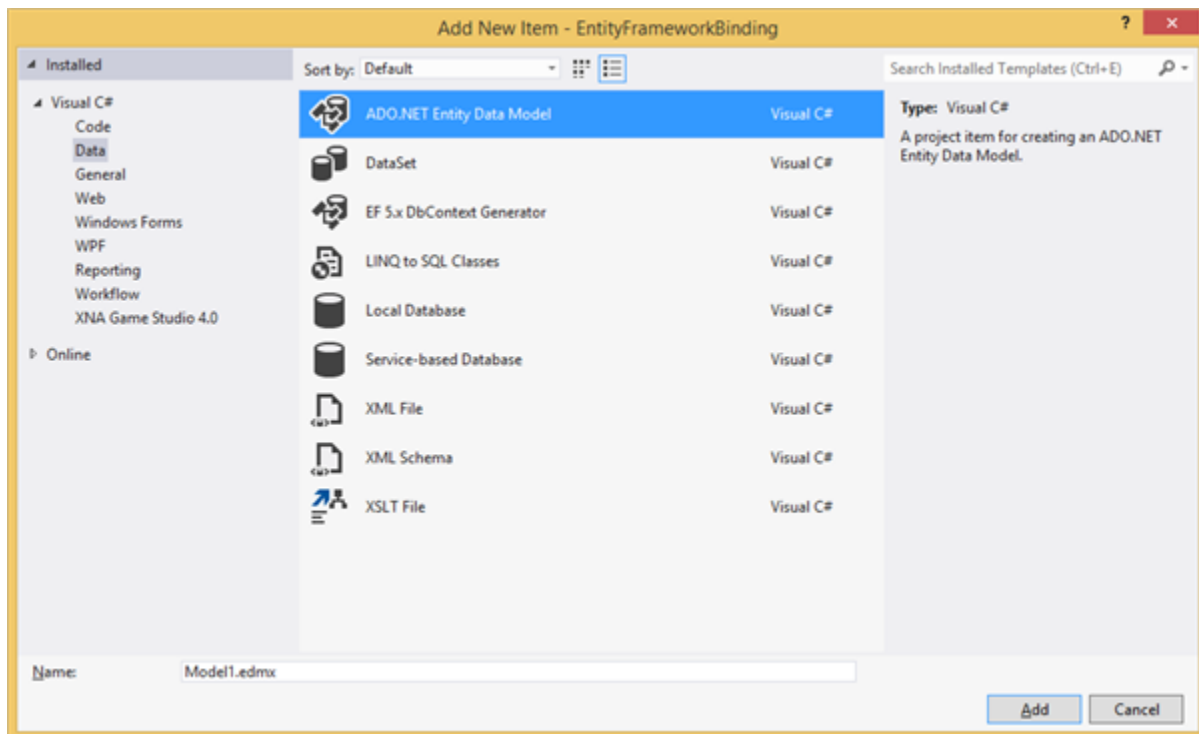 Add New Item - EntityFrameworkBinding
?
Installed
Sort by: Default
Search Installed Templates (Ctrl+E)
Visual C#
Code
Data
General
Web
Windows Forms
WPF
Reporting
Workflow
XNA Game Studio 4.0
Online
ADO.NET Entity Data Model Visual C#
DataSet Visual C#
EF 5.x DbContext Generator Visual C#
LINQ to SQL Classes Visual C#
Local Database Visual C#
Service-based Database Visual C#
XML File Visual C#
XML Schema Visual C#
XSLT File Visual C#
Type: Visual C#
A project item for creating an ADO.NET
Entity Data Model.
Name: Model1.edmx
Add Cancel